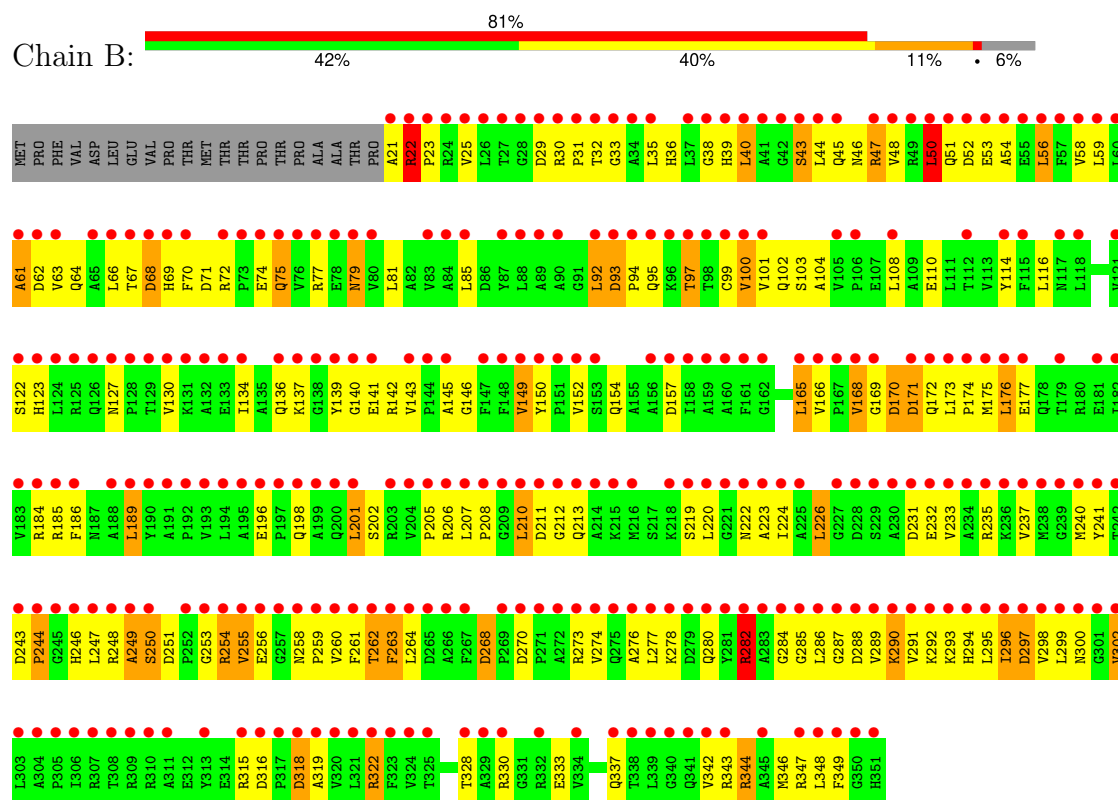 81%
Chain B:
42% 40% 11% • 6%
MET PRO PHE VAL ASP LEU GLU VAL PRO THR MET THR THR PRO THR PRO ALA ALA THR PRO A21 R22 P23 R24 V25 L26 T27 G28 D29 R30 P31 T32 G33 A34 L35 H36 L37 G38 H39 L40 A41 G42 S43 L44 Q45 N46 R47 V48 R49 L50 Q51 D52 E53 A54 E55 L56 F57 V58 L59 L60
A61 D62 V63 Q64 A65 L66 T67 D68 H69 F70 D71 R72 P73 E74 Q75 V76 R77 E78 N79 V80 L81 A82 V83 A84 L85 D86 Y87 L88 A89 A90 G91 L92 D93 P94 Q95 K96 T97 T98 C99 V100 V101 Q102 S103 A104 V105 P106 E107 L108 A109 E110 L111 T112 V113 Y114 F115 L116 N117 L118 V121
S122 H123 L124 R125 Q126 N127 P128 T129 V130 K131 A132 E133 I134 A135 Q136 K137 G138 Y139 G140 E141 R142 V143 P144 A145 G146 F147 F148 V149 Y150 P151 V152 S153 Q154 A155 A156 D157 I158 A159 A160 F161 G162 L165 V166 P167 V168 G169 D170 D171 Q172 L173 P174 M175 L176 E177 Q178 T179 R180 E181 I182
V183 R184 R185 F186 N187 A188 L189 Y190 A191 P192 V193 L194 A195 E196 P197 Q198 A199 Q200 L201 S202 R203 V204 P205 R206 L207 P208 G209 L210 D211 G212 Q213 A214 K215 M216 S217 K218 S219 L220 G221 N222 A223 I224 A225 L226 G227 D228 S229 A230 D231 E232 V233 A234 R235 K236 V237 M238 G239 M240 Y241 T242
D243 P244 G245 H246 L247 R248 A249 S250 D251 P252 G253 R254 V255 E256 G257 N258 P259 V260 F261 T262 F263 L264 D265 A266 F267 D268 P269 D270 P271 A272 R273 V274 Q275 A276 L277 K278 D279 Q280 Y281 R282 A283 G284 G285 L286 G287 D288 V289 K290 V291 K292 K293 H294 L295 I296 D297 V298 L299 N300 G301 V302
L303 A304 P305 I306 R307 T308 R309 R310 A311 E312 Y313 E314 R315 D316 P317 D318 A319 V320 L321 R322 F323 V324 T325 T328 A329 R330 G331 R332 E333 V334 Q337 T338 L339 G340 Q341 V342 R343 R344 A345 M346 R347 L348 F349 G350 H351